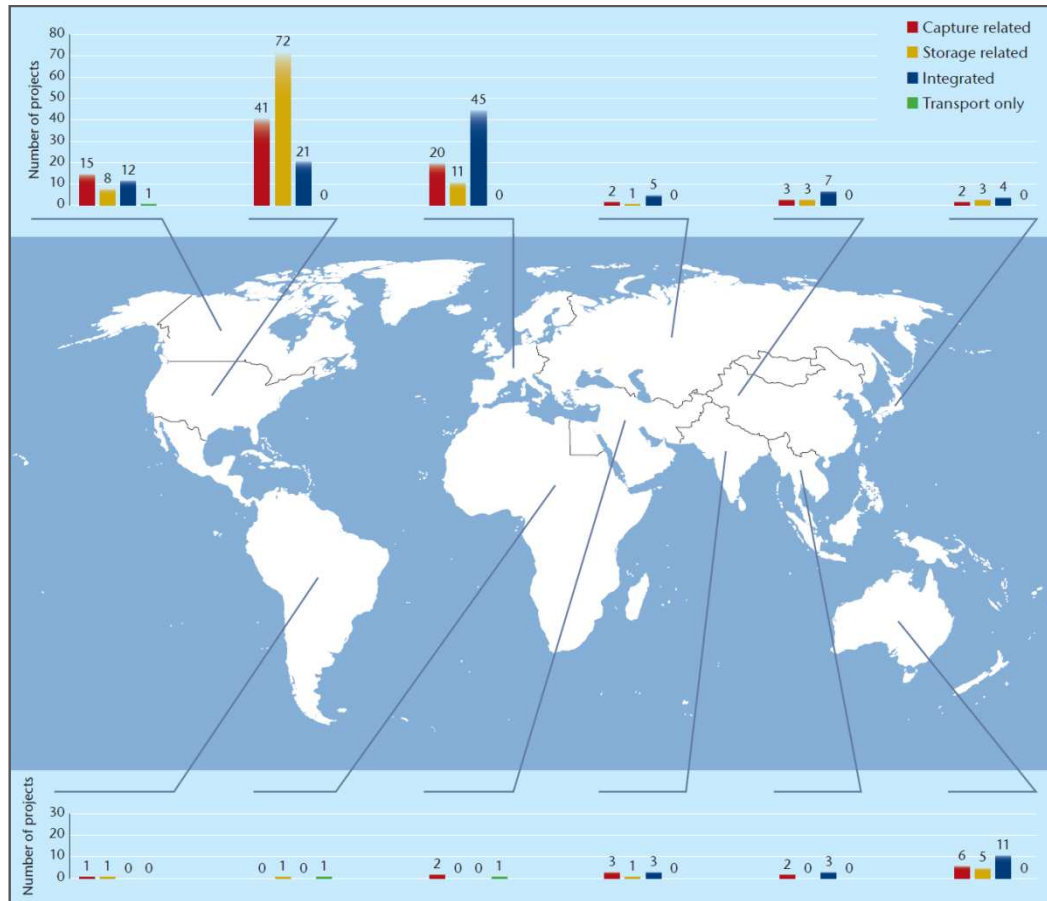 Number of projects
80
70
60
50
40
30
20
10
0
15 8 12 1
41 72 21 0
20 11 45 0
2 1 5 0
3 3 7 0
2 3 4 0
Capture related
Storage related
Integrated
Transport only
Number of projects
30
20
10
0
1 1 0 0
0 1 0 1
2 0 0 1
3 1 3 0
2 0 3 0
6 5 11 0